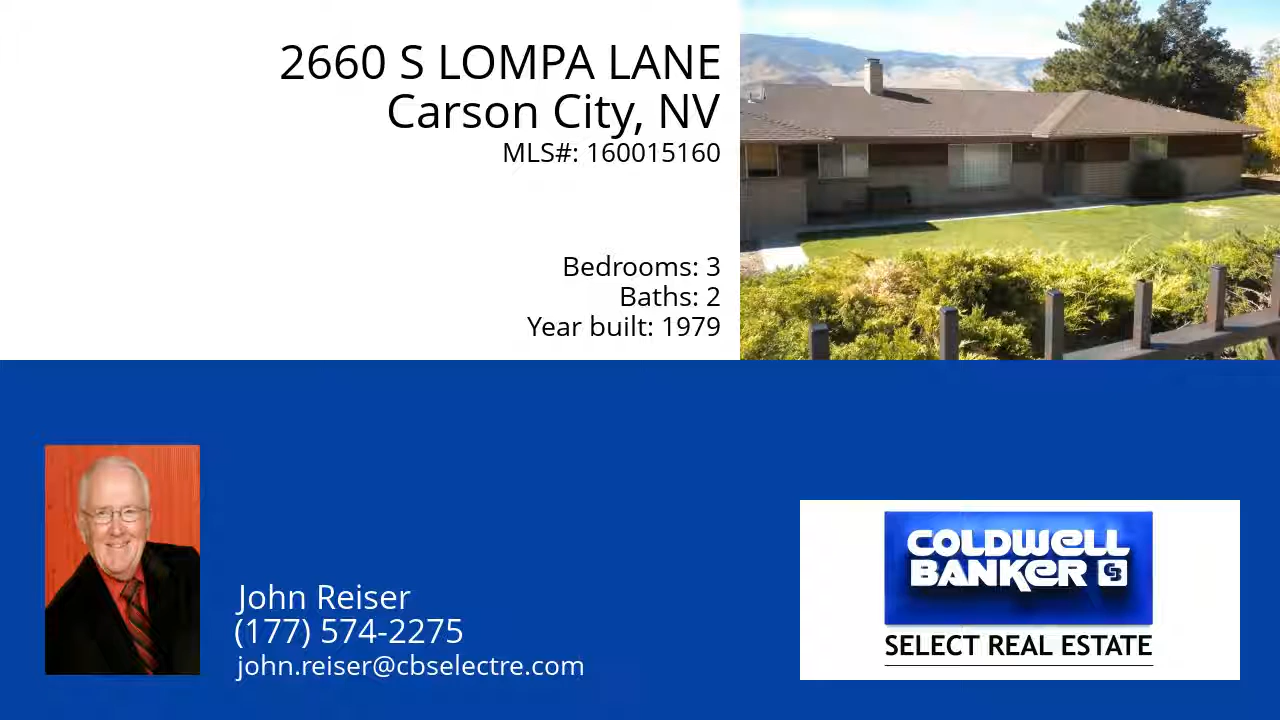 2660 S LOMPA LANE
Carson City, NV
MLS#: 160015160
Bedrooms: 3
Baths: 2
Year built: 1979
John Reiser
(177) 574-2275
john.reiser@cbselectre.com
COLDWELL
BANKER CB
SELECT REAL ESTATE